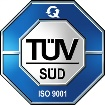 Q
TÜV
SÜD
ISO 9001